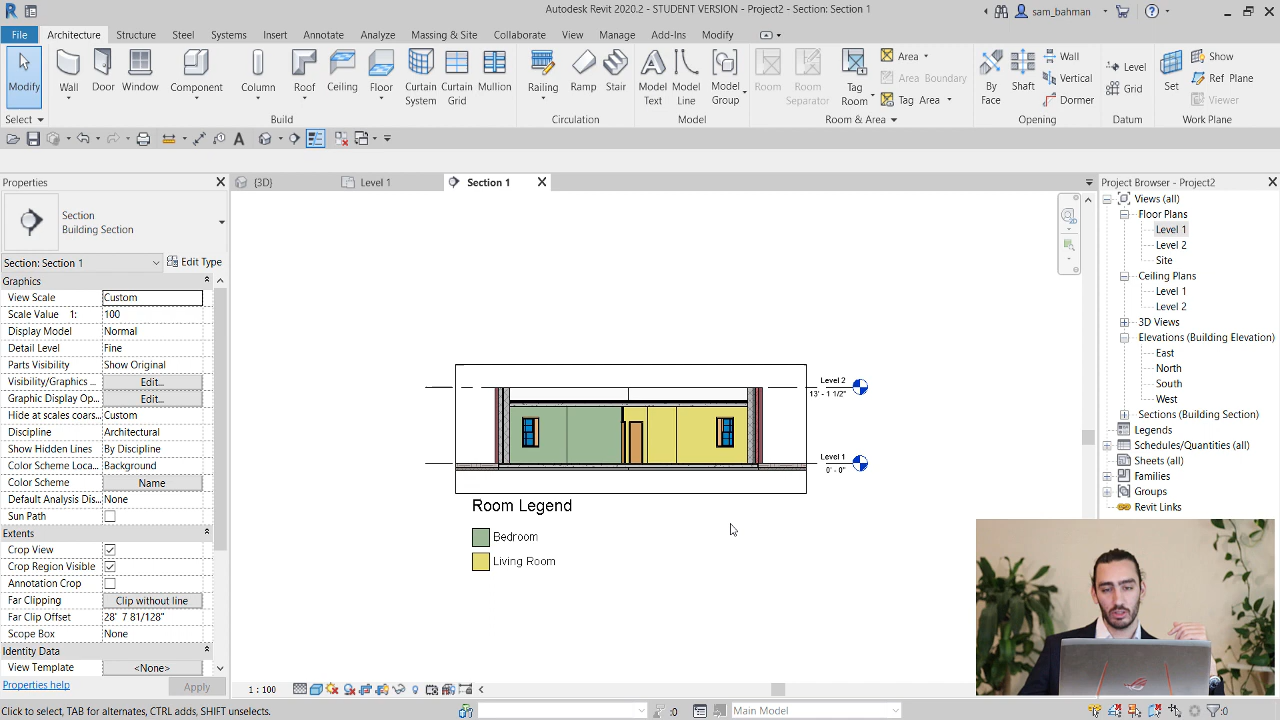 Autodesk Revit 2020.2 - STUDENT VERSION - Project2 - Section: Section 1
sam_bahman
File
Architecture
Structure
Steel
Systems
Insert
Annotate
Analyze
Massing & Site
Collaborate
View
Manage
Add-Ins
Modify
Modify
Wall
Door
Window
Component
Column
Roof
Ceiling
Floor
Curtain System
Curtain Grid
Mullion
Railing
Ramp
Stair
Model Text
Model Line
Model Group
Room
Room Separator
Tag Room
Area
Area Boundary
Tag Area
By Face
Shaft
Wall
Vertical
Dormer
Level
Grid
Set
Show
Ref Plane
Viewer
Select
Build
Circulation
Model
Room & Area
Opening
Datum
Work Plane
Properties
{3D}
Level 1
Section 1
Project Browser - Project2
Section
Building Section
Section: Section 1
Edit Type
Graphics
View Scale Custom
Scale Value 1: 100
Display Model Normal
Detail Level Fine
Parts Visibility Show Original
Visibility/Graphics ... Edit...
Graphic Display Op... Edit...
Hide at scales coars... Custom
Discipline Architectural
Show Hidden Lines By Discipline
Color Scheme Loca... Background
Color Scheme Name
Default Analysis Dis... None
Sun Path
Extents
Crop View
Crop Region Visible
Annotation Crop
Far Clipping Clip without line
Far Clip Offset 28' 7 81/128"
Scope Box None
Identity Data
View Template <None>
Properties help
Apply
Level 2
13' - 1 1/2"
Level 1
0' - 0"
Room Legend
Bedroom
Living Room
Views (all)
Floor Plans
Level 1
Level 2
Site
Ceiling Plans
Level 1
Level 2
3D Views
Elevations (Building Elevation)
East
North
South
West
Sections (Building Section)
Legends
Schedules/Quantities (all)
Sheets (all)
Families
Groups
Revit Links
1 : 100
Click to select, TAB for alternates, CTRL adds, SHIFT unselects.
:0
Main Model
:0